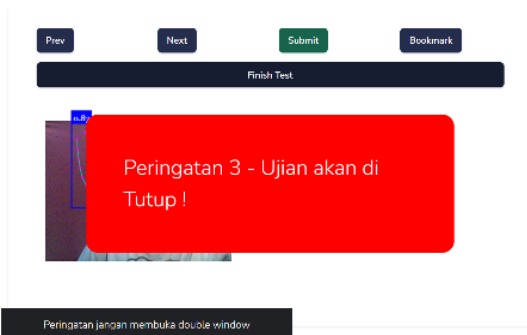 Prev
Next
Submit
Bookmark
Finish Test
Peringatan 3 - Ujian akan di
Tutup !
Peringatan jangan membuka double window